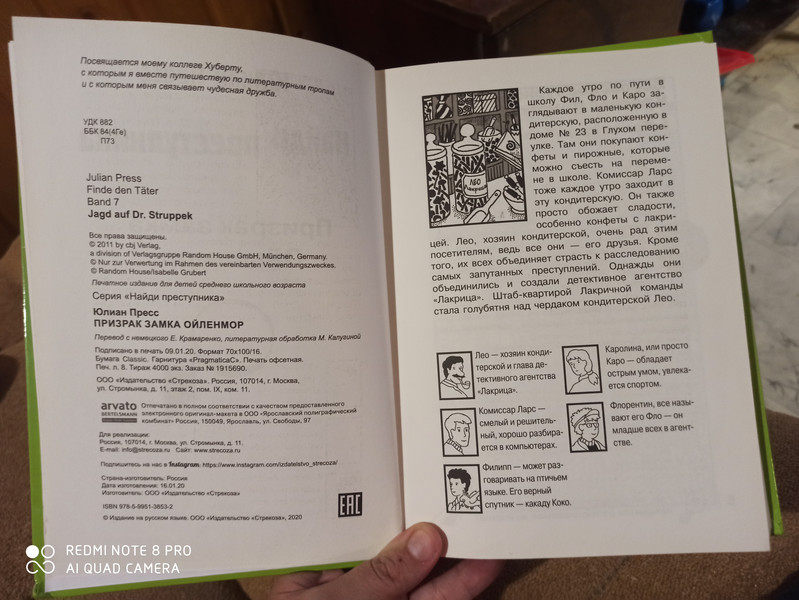 Посвящается моему коллеге Хуберту,
с которым я вместе путешествую по литературным тропам
и с которым меня связывает чудесная дружба.
УДК 882
ББК 84(4Ге)
П73
Julian Press
Finde den Täter
Band 7
Jagd auf Dr. Struppek
Все права защищены.
© 2011 by cbj Verlag,
a division of Verlagsgruppe Random House GmbH, München, Germany.
© Nur zur Verwertung im Rahmen des vereinbarten Verwendungszweckes.
© Random House/Isabelle Grubert
Печатное издание для детей среднего школьного возраста
Серия «Найди преступника»
Юлиан Пресс
ПРИЗРАК ЗАМКА ОЙЛЕНМОР
Перевод с немецкого Е. Крамаренко, литературная обработка М. Калугиной
Подписано в печать 09.01.20. Формат 70х100/16.
Бумага Classic. Гарнитура «PragmaticaC». Печать офсетная.
Печ. л. 8. Тираж 4000 экз. Заказ № 1915690.
ООО «Издательство «Стрекоза». Россия, 107014, г. Москва,
ул. Стромынка, д. 11, этаж 2, пом. IX, ком. 11.
arvato
BERTELSMANN
Отпечатано в полном соответствии с качеством предоставленного
электронного оригинал-макета в ООО «Ярославский полиграфический
комбинат». Россия, 150049, Ярославль, ул. Свободы, 97
Для реализации:
Россия, 107014, г. Москва, ул. Стромынка, д. 11.
E-mail: info@strecoza.ru Сайт: www.strecoza.ru
Подпишитесь на нас в Instagram: https://www.instagram.com/izdatelstvo_strecoza/
Страна-изготовитель: Россия
Дата изготовления: 16.01.20
Изготовитель: ООО «Издательство «Стрекоза»
ISBN 978-5-9951-3853-2
EAC
© Издание на русском языке. ООО «Издательство «Стрекоза», 2020
Каждое утро по пути в
школу Фил, Фло и Каро за-
глядывают в маленькую кон-
дитерскую, расположенную в
доме № 23 в Глухом пере-
улке. Там они покупают кон-
феты и пирожные, которые
можно съесть на переме-
не в школе. Комиссар Ларс
тоже каждое утро заходит в
эту кондитерскую. Он также
просто обожает сладости,
особенно конфеты с лакри-
цей. Лео, хозяин кондитерской, очень рад этим
посетителям, ведь все они — его друзья. Кроме
того, их всех объединяет страсть к расследованию
самых запутанных преступлений. Однажды они
объединились и создали детективное агентство
«Лакрица». Штаб-квартирой Лакричной команды
стала голубятня над чердаком кондитерской Лео.
ЛЕО
Лео — хозяин конди-
терской и глава де-
тективного агентства
«Лакрица».
Каролина, или просто
Каро — обладает
острым умом, увлека-
ется спортом.
Комиссар Ларс —
смелый и решитель-
ный, хорошо разбира-
ется в компьютерах.
Флорентин, все назы-
вают его Фло — он
младше всех в агент-
стве.
Филипп — может раз-
говаривать на птичьем
языке. Его верный
спутник — какаду Коко.
REDMI NOTE 8 PRO
AI QUAD CAMERA